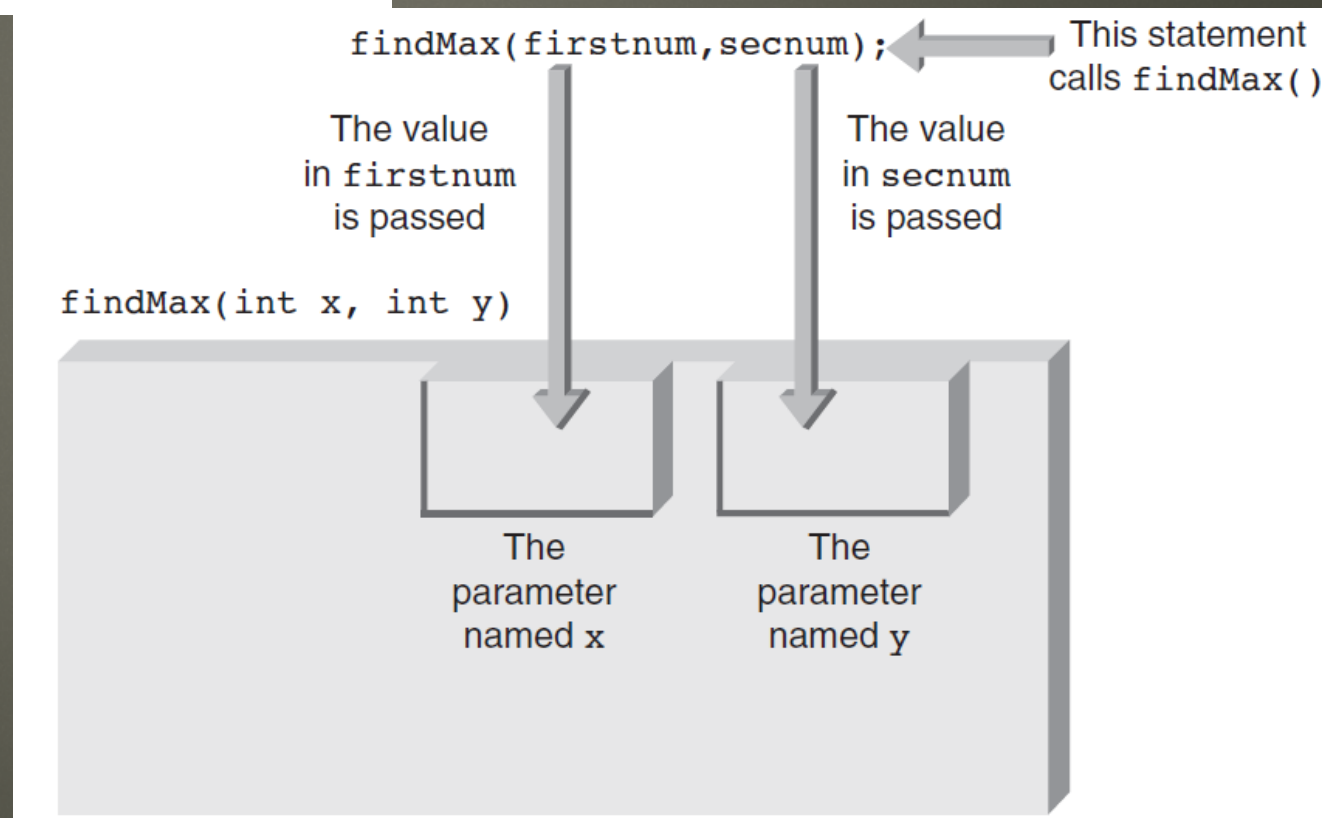 findMax(firstnum,secnum);
This statement
calls findMax()
The value
in firstnum
is passed
The value
in secnum
is passed
findMax(int x, int y)
The
parameter
named x
The
parameter
named y